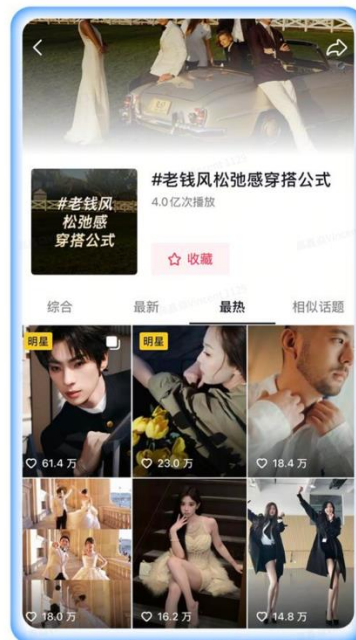 #老钱风松弛感穿搭公式
4.0亿次播放
#老钱风
松弛感
穿搭公式
收藏
综合
最新
最热
相似话题
明星
明星
61.4 万
23.0 万
18.4 万
18.0 万
16.2 万
14.8 万